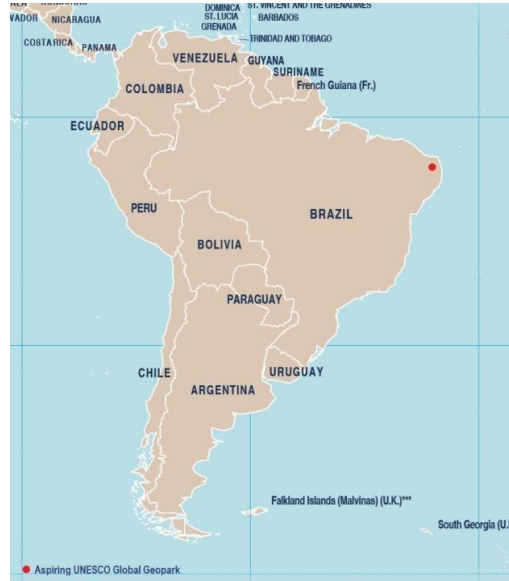 NICARAGUA
COSTA RICA
PANAMA
DOMINICA
ST. LUCIA
GRENADA
ST. VINCENT AND THE GRENADINES
BARBADOS
TRINIDAD AND TOBAGO
VENEZUELA
GUYANA
SURINAME
French Guiana (Fr.)
COLOMBIA
ECUADOR
PERU
BRAZIL
BOLIVIA
PARAGUAY
CHILE
URUGUAY
ARGENTINA
Falkland Islands (Malvinas) (U.K.)***
South Georgia (U.
Aspiring UNESCO Global Geopark